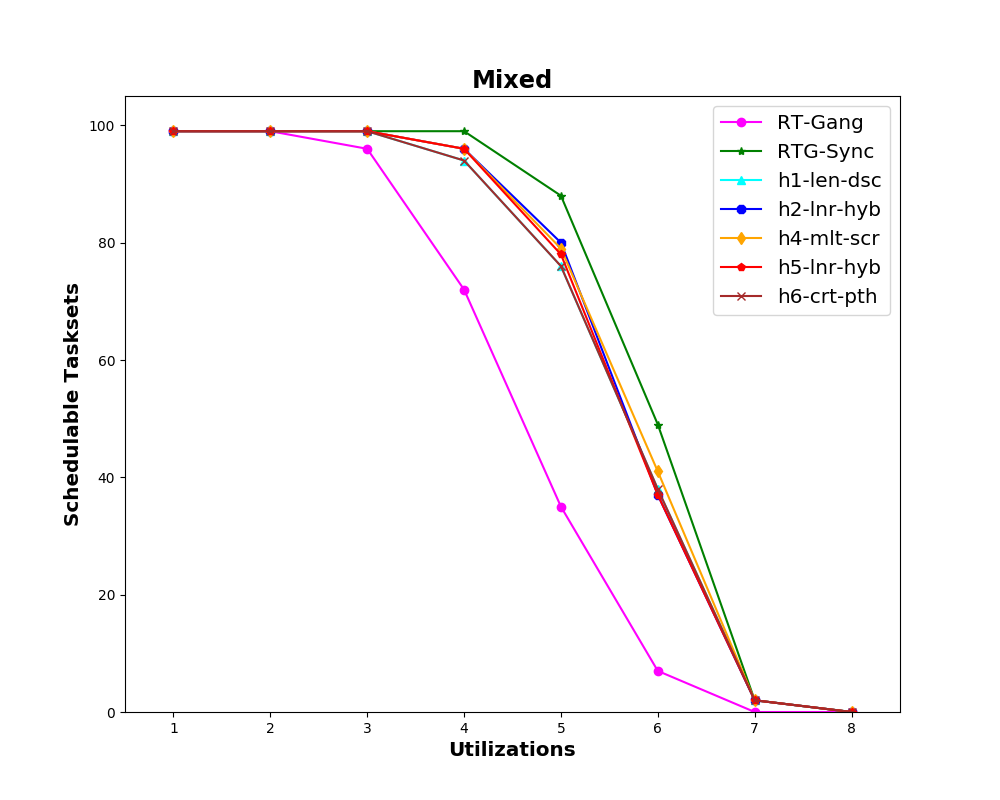 Mixed
Schedulable Tasksets
100
80
60
40
20
0
RT-Gang
RTG-Sync
h1-len-dsc
h2-lnr-hyb
h4-mlt-scr
h5-lnr-hyb
h6-crt-pth
1 2 3 4 5 6 7 8
Utilizations